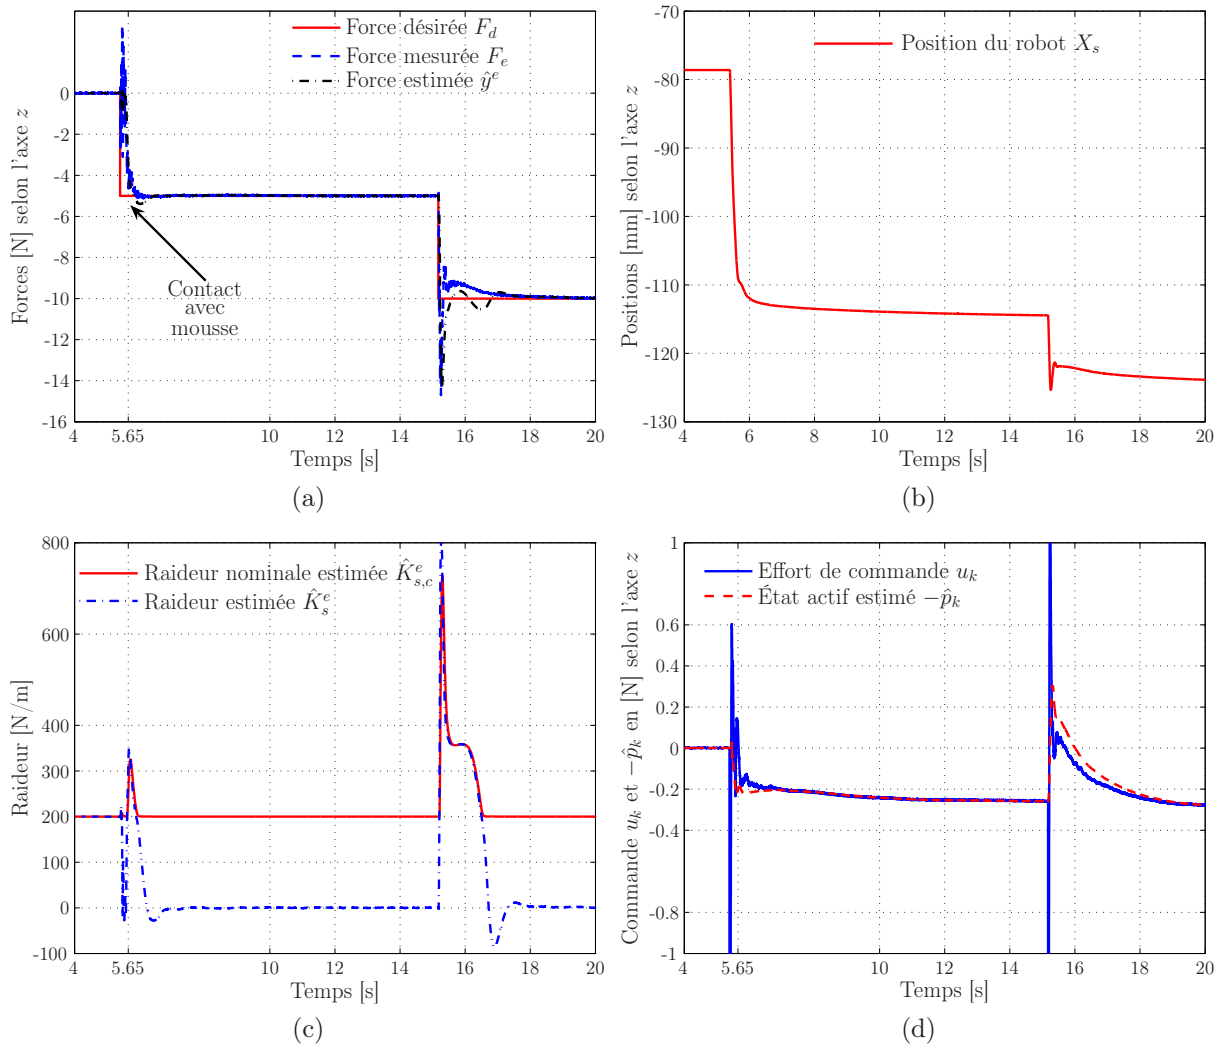 Force désirée F_d
Force mesurée F_e
Force estimée ŷ^e
Forces [N] selon l'axe z
0
-2
-4
-6
-8
-10
-12
-14
-16
Contact
avec
mousse
4
5.65
10
12
14
16
18
20
Temps [s]
(a)
Position du robot X_s
Positions [mm] selon l'axe z
-70
-80
-90
-100
-110
-120
-130
4
6
8
10
12
14
16
18
20
Temps [s]
(b)
Raideur nominale estimée K̂^e_{s,c}
Raideur estimée K̂^e_s
Raideur [N/m]
800
600
400
300
200
100
0
-100
4
5.65
10
12
14
16
18
20
Temps [s]
(c)
Effort de commande u_k
État actif estimé −p̂_k
Commande u_k et −p̂_k en [N] selon l'axe z
1
0.6
0.4
0.2
0
-0.2
-0.4
-0.8
-1
4
5.65
10
12
14
16
18
20
Temps [s]
(d)